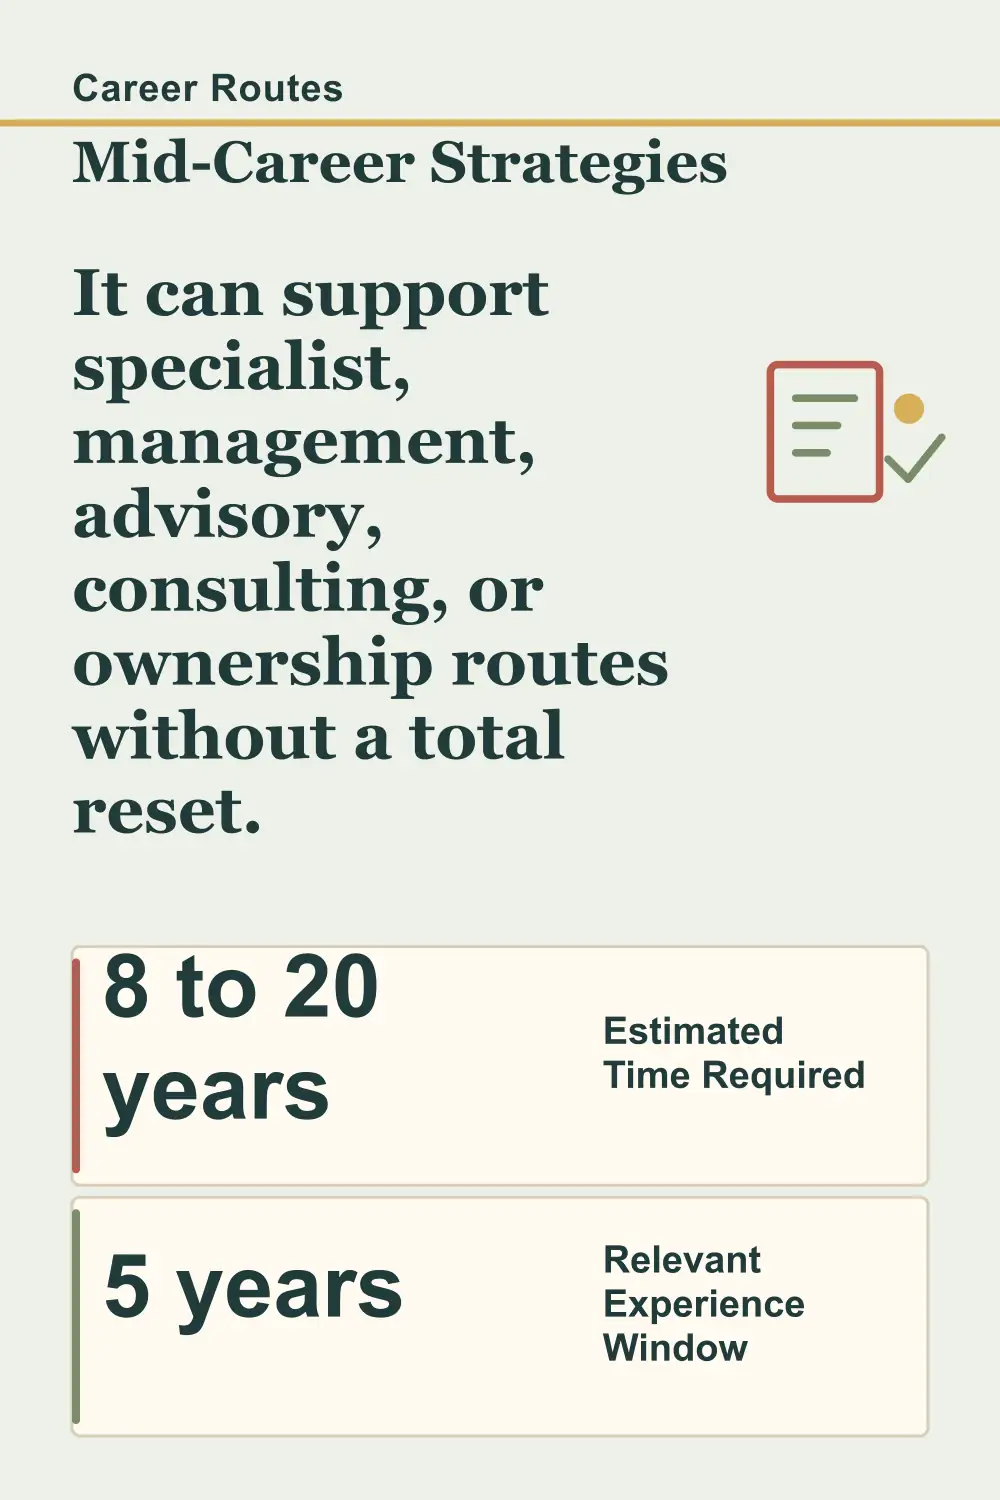 Career Routes
Mid-Career Strategies
It can support
specialist,
management,
advisory,
consulting, or
ownership routes
without a total
reset.
8 to 20
years
Estimated
Time Required
5 years
Relevant
Experience
Window